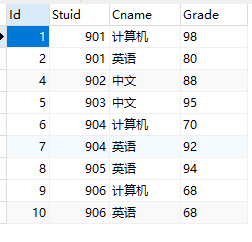 Id Stuid Cname Grade
1 901 计算机 98
2 901 英语 80
4 902 中文 88
5 903 中文 95
6 904 计算机 70
7 904 英语 92
8 905 英语 94
9 906 计算机 68
10 906 英语 68